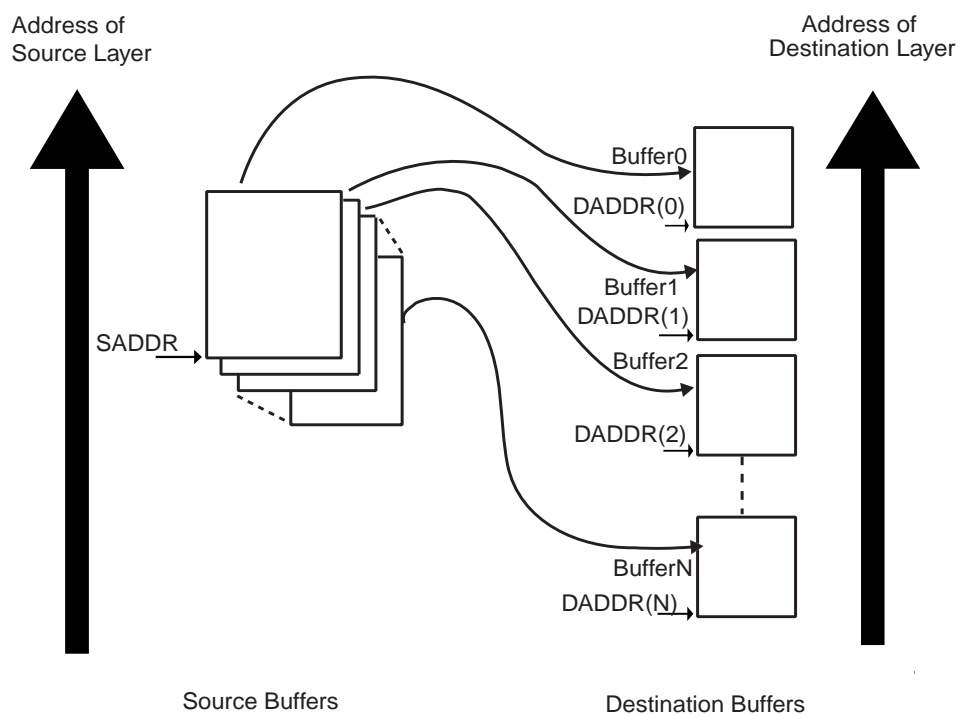 Address of
Source Layer
Address of
Destination Layer
Buffer0
DADDR(0)
Buffer1
DADDR(1)
SADDR
Buffer2
DADDR(2)
BufferN
DADDR(N)
Source Buffers
Destination Buffers